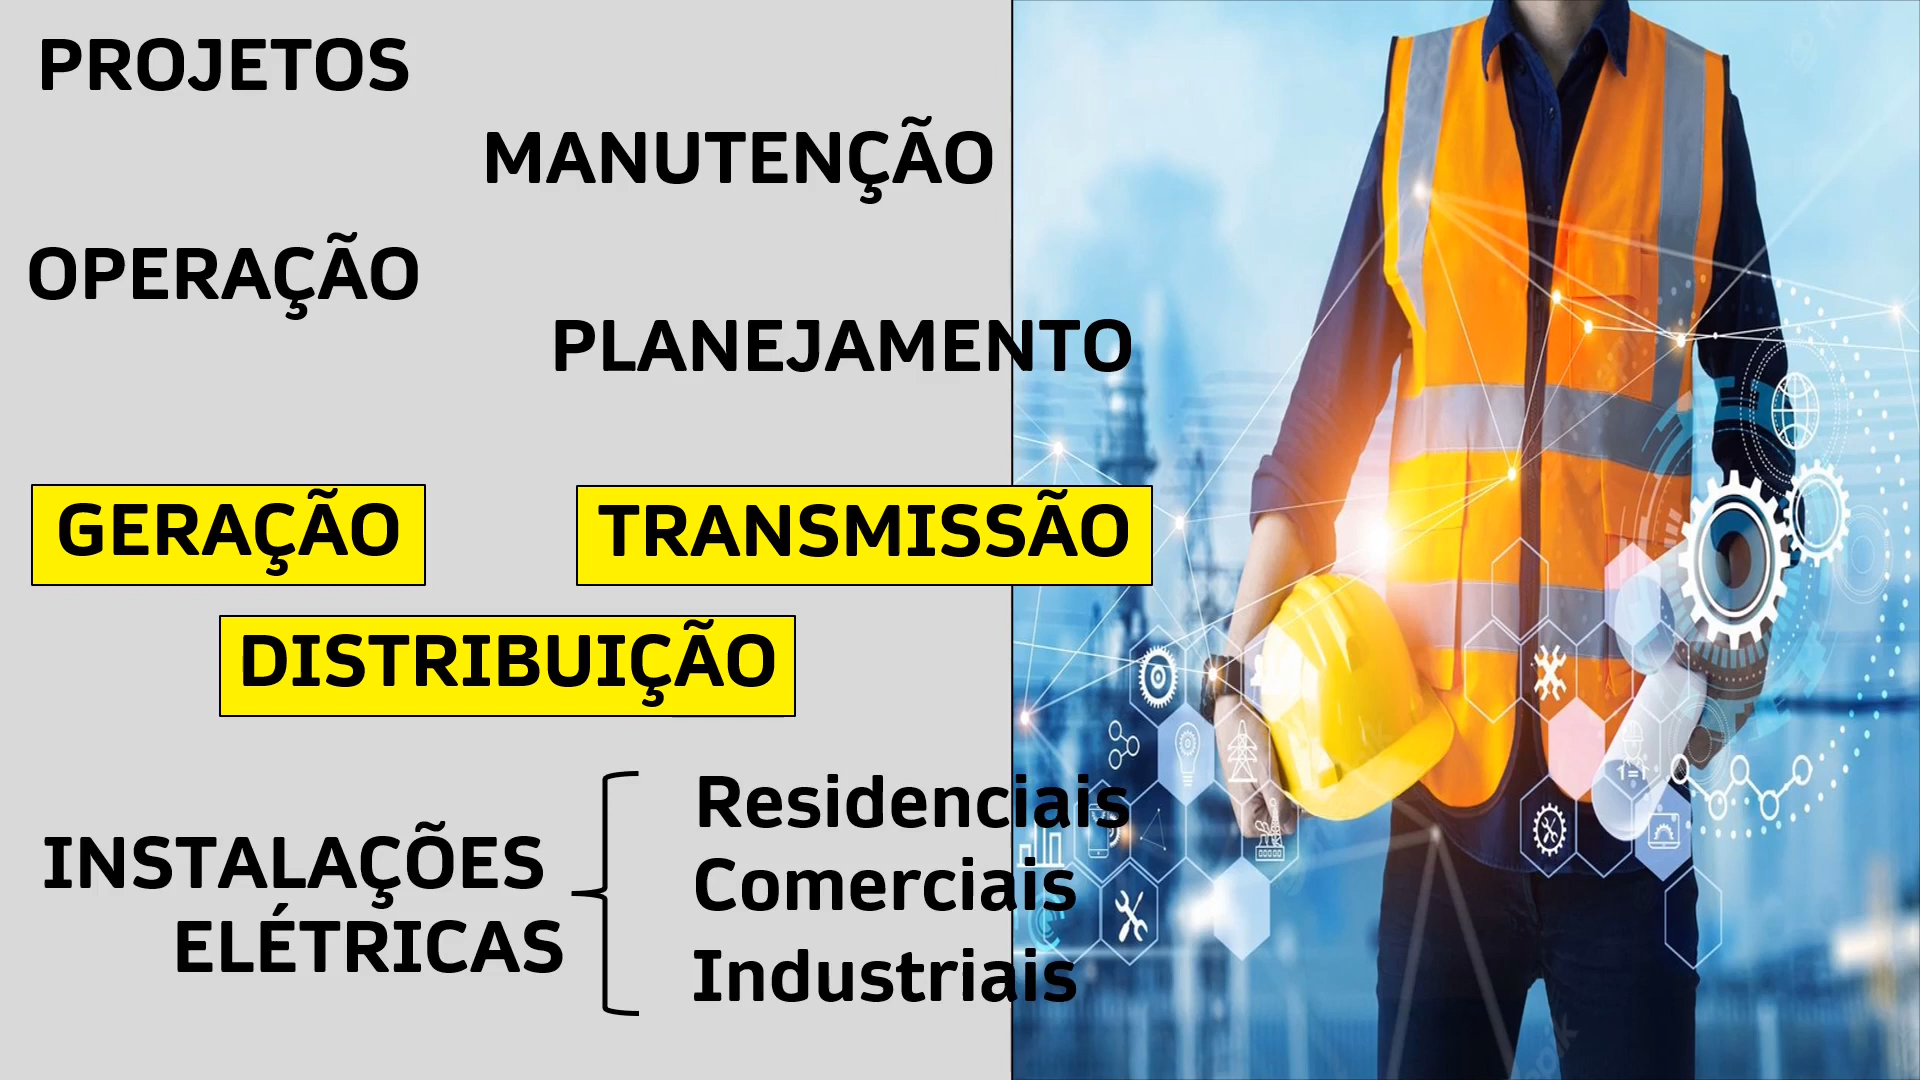 PROJETOS
MANUTENÇÃO
OPERAÇÃO
PLANEJAMENTO
GERAÇÃO
TRANSMISSÃO
DISTRIBUIÇÃO
INSTALAÇÕES
ELÉTRICAS
Residenciais
Comerciais
Industriais